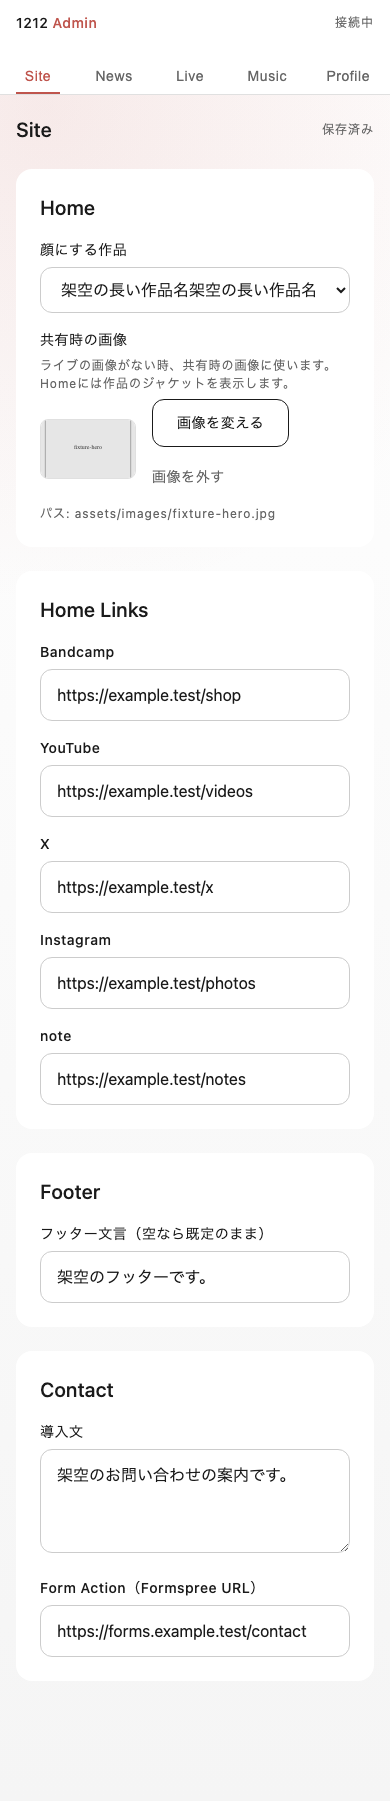 1212 Admin
接続中
Site
News
Live
Music
Profile
Site
保存済み
Home
顔にする作品
架空の長い作品名架空の長い作品名
共有時の画像
ライブの画像がない時、共有時の画像に使います。
Homeには作品のジャケットを表示します。
fixture-hero
画像を変える
画像を外す
パス: assets/images/fixture-hero.jpg
Home Links
Bandcamp
https://example.test/shop
YouTube
https://example.test/videos
X
https://example.test/x
Instagram
https://example.test/photos
note
https://example.test/notes
Footer
フッター文言（空なら既定のまま）
架空のフッターです。
Contact
導入文
架空のお問い合わせの案内です。
Form Action（Formspree URL）
https://forms.example.test/contact